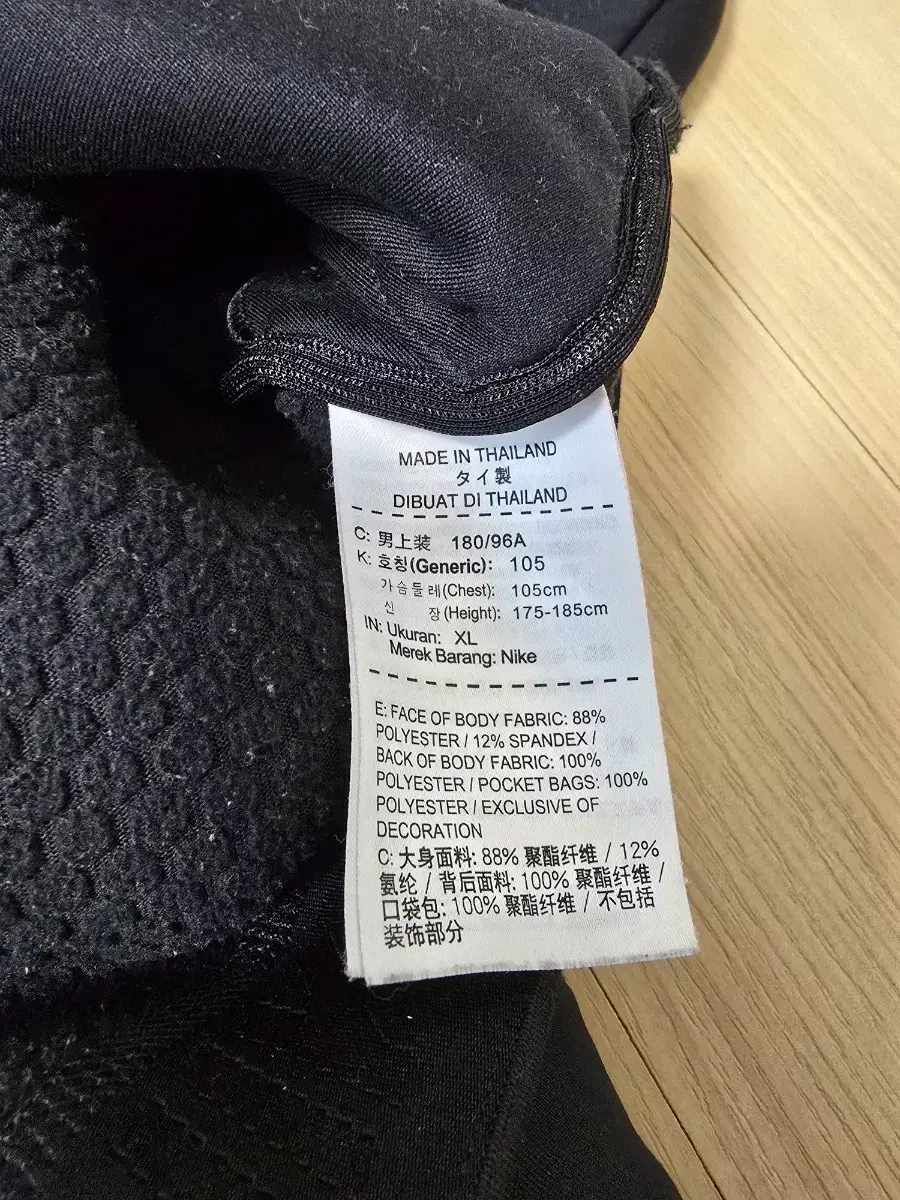 MADE IN THAILAND
タイ製
DIBUAT DI THAILAND
C: 男上装 180/96A
K: 호칭(Generic): 105
가슴둘레(Chest): 105cm
신 장(Height): 175-185cm
IN: Ukuran: XL
Merek Barang: Nike
E: FACE OF BODY FABRIC: 88%
POLYESTER / 12% SPANDEX /
BACK OF BODY FABRIC: 100%
POLYESTER / POCKET BAGS: 100%
POLYESTER / EXCLUSIVE OF
DECORATION
C: 大身面料: 88% 聚酯纤维 / 12%
氨纶 / 背后面料: 100% 聚酯纤维 /
口袋包: 100% 聚酯纤维 / 不包括
装饰部分